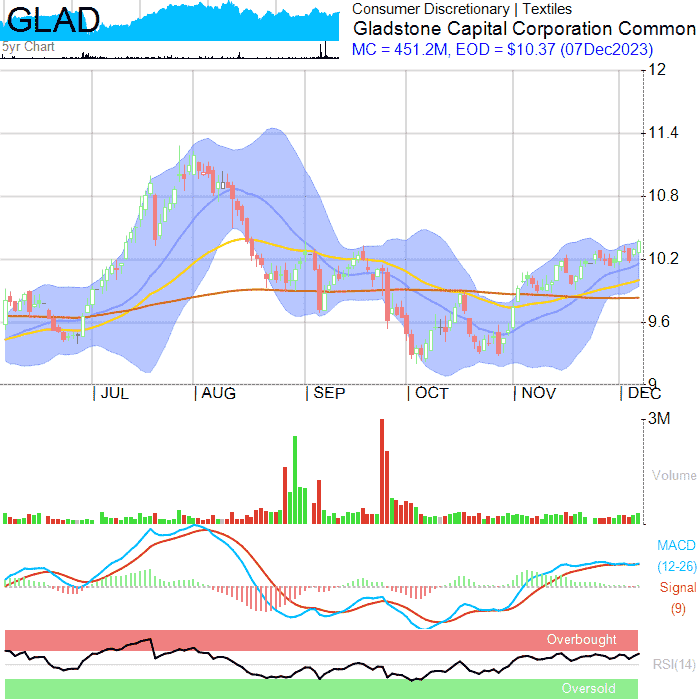 GLAD
5yr Chart
Consumer Discretionary | Textiles
Gladstone Capital Corporation Common
MC = 451.2M, EOD = $10.37 (07Dec2023)
12
11.4
10.8
10.2
9.6
9
| JUL | AUG | SEP | OCT | NOV | DEC
3M
Volume
MACD
(12-26)
Signal
(9)
Overbought
RSI(14)
Oversold